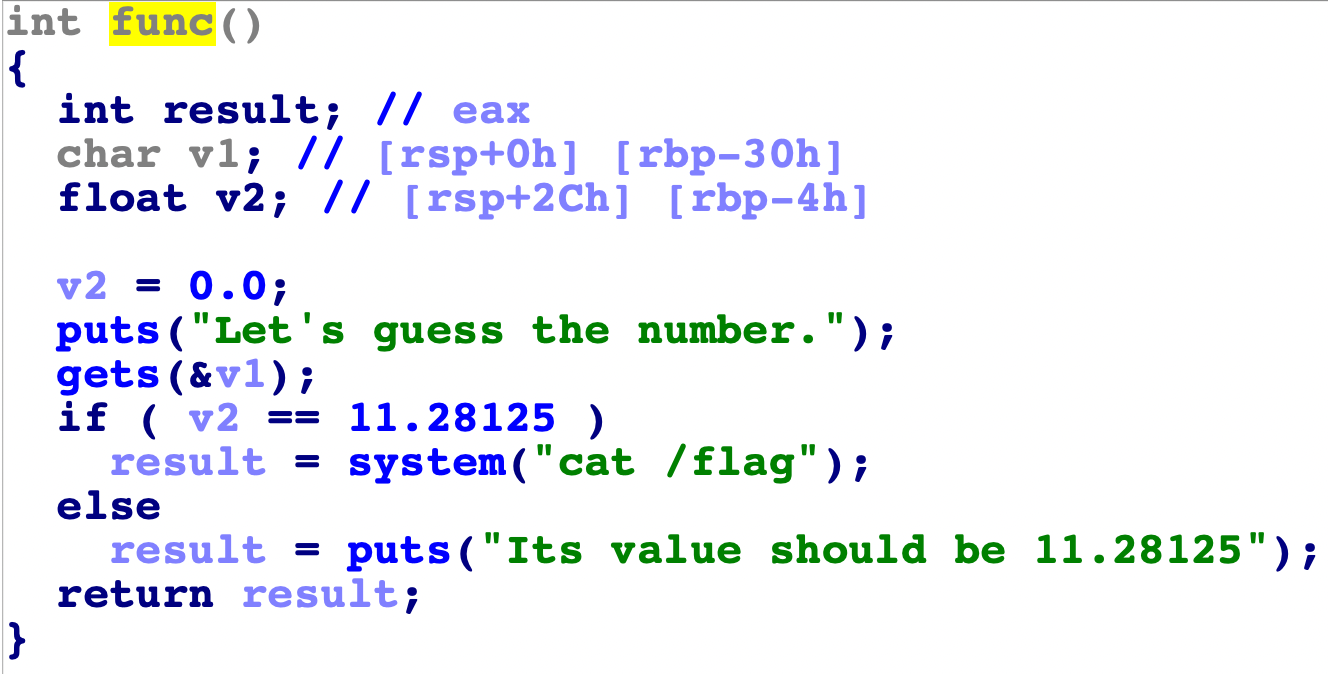 int func()
{
  int result; // eax
  char v1; // [rsp+0h] [rbp-30h]
  float v2; // [rsp+2Ch] [rbp-4h]

  v2 = 0.0;
  puts("Let's guess the number.");
  gets(&v1);
  if ( v2 == 11.28125 )
    result = system("cat /flag");
  else
    result = puts("Its value should be 11.28125");
  return result;
}